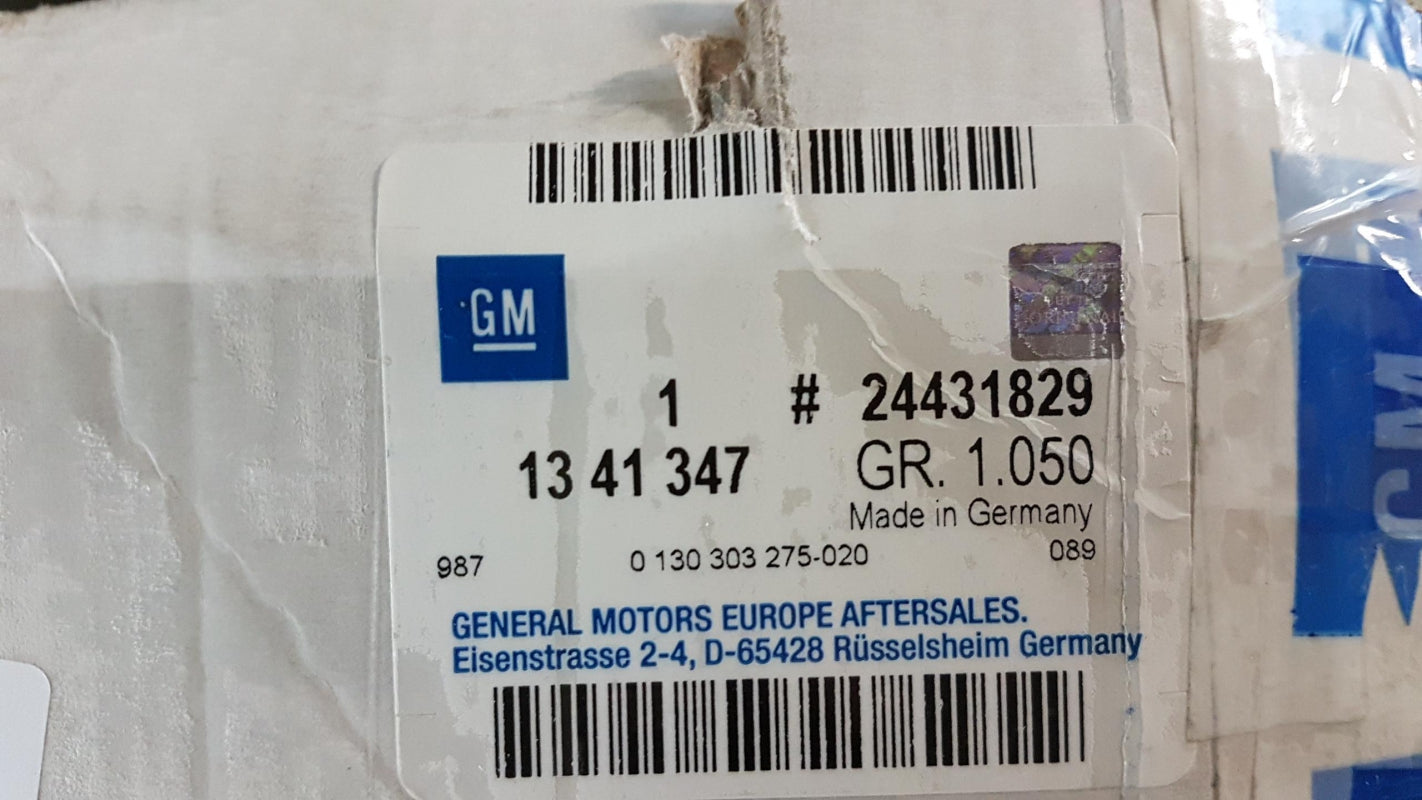 GM
1 # 24431829
13 41 347 GR. 1.050
Made in Germany
987 0 130 303 275-020 089
GENERAL MOTORS EUROPE AFTERSALES.
Eisenstrasse 2-4, D-65428 Rüsselsheim Germany
GM